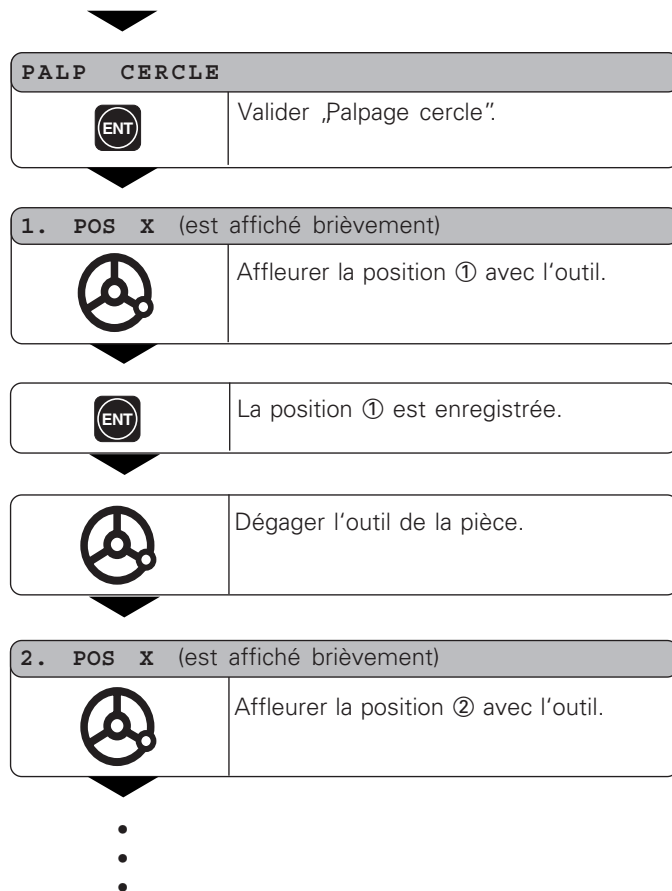 PALP CERCLE
ENT
Valider „Palpage cercle”.
1. POS X (est affiché brièvement)
Affleurer la position ① avec l’outil.
ENT
La position ① est enregistrée.
Dégager l’outil de la pièce.
2. POS X (est affiché brièvement)
Affleurer la position ② avec l’outil.